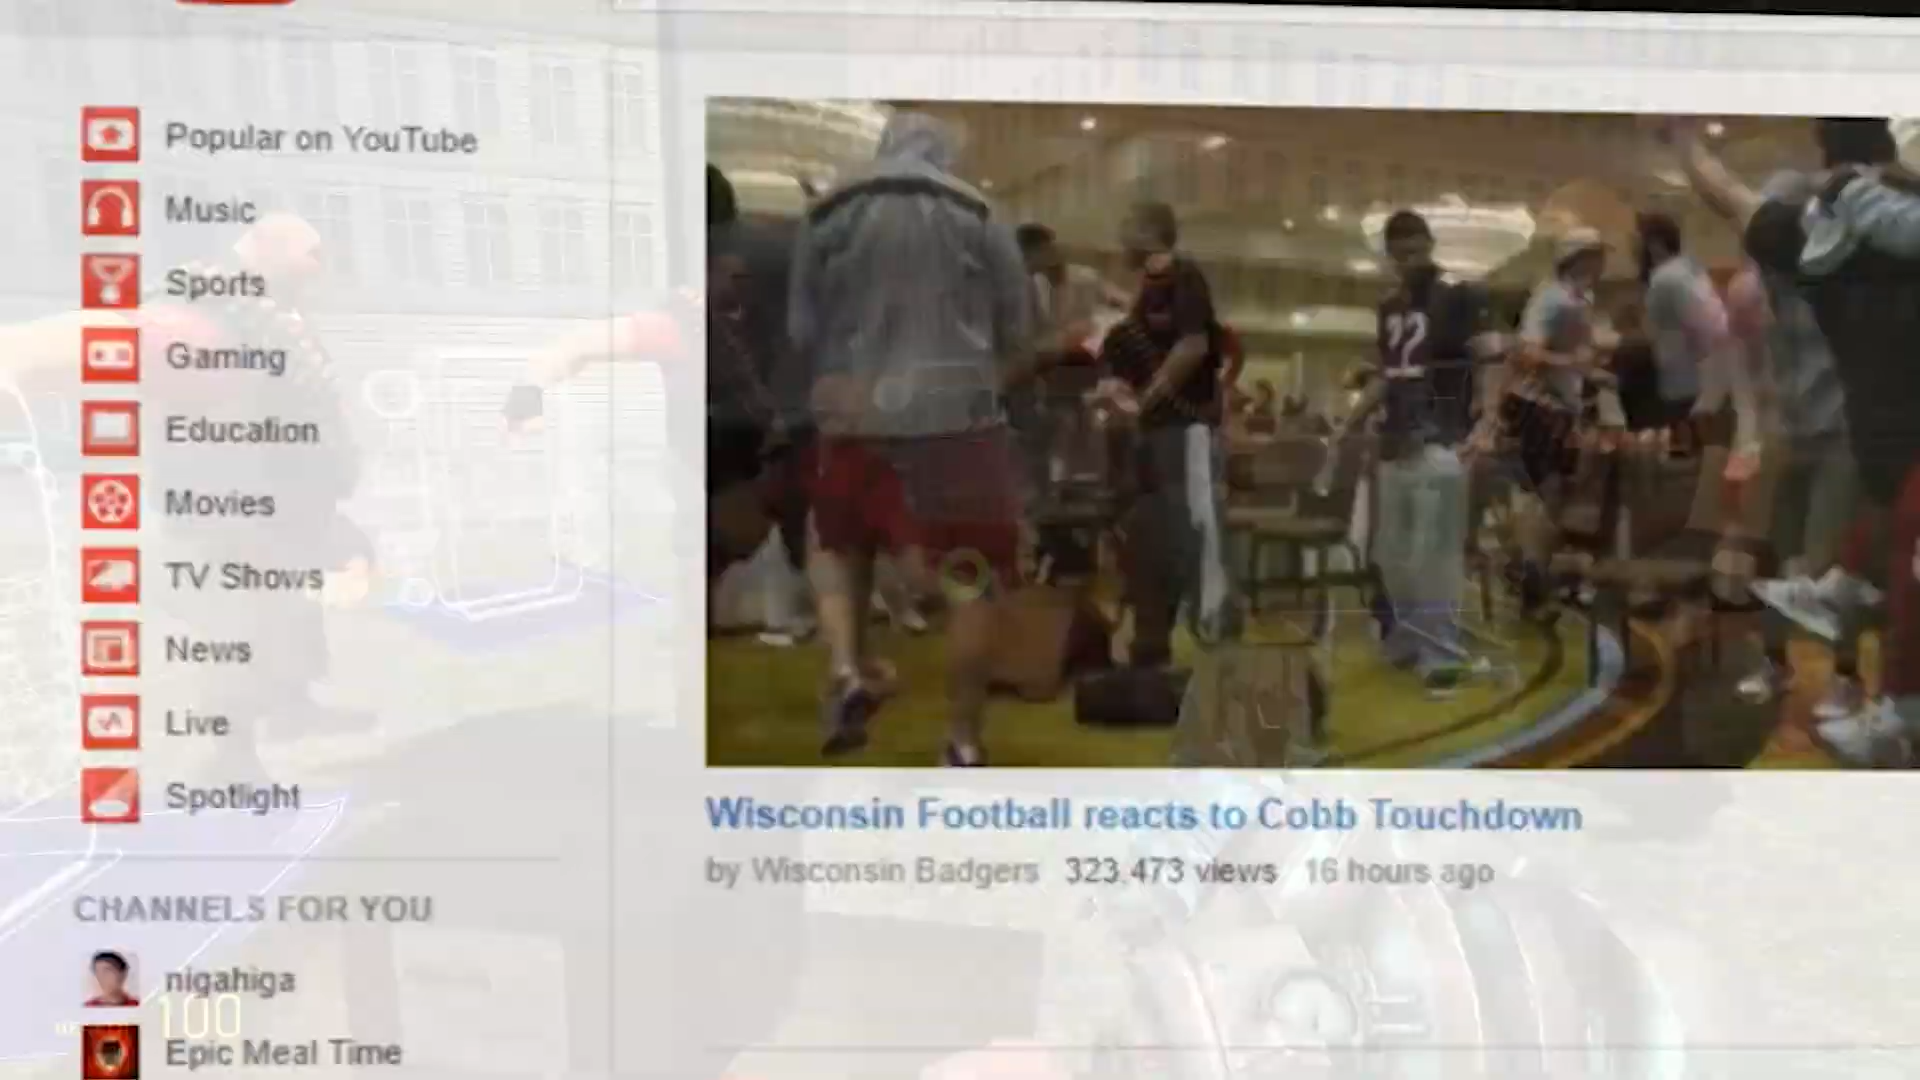 Popular on YouTube
Music
Sports
Gaming
Education
Movies
TV Shows
News
Live
Spotlight
CHANNELS FOR YOU
nigahiga
100
Epic Meal Time
22
Wisconsin Football reacts to Cobb Touchdown
by Wisconsin Badgers 323,473 views 16 hours ago